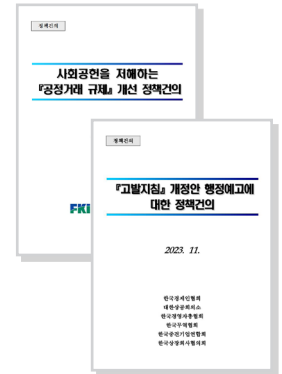 정책건의
사회공헌을 저해하는
『공정거래 규제』 개선 정책건의
FKI
정책건의
『고발지침』 개정안 행정예고에
대한 정책건의
2023. 11.
한국경제인협회
대한상공회의소
한국경영자총협회
한국무역협회
한국중견기업연합회
한국상장회사협의회